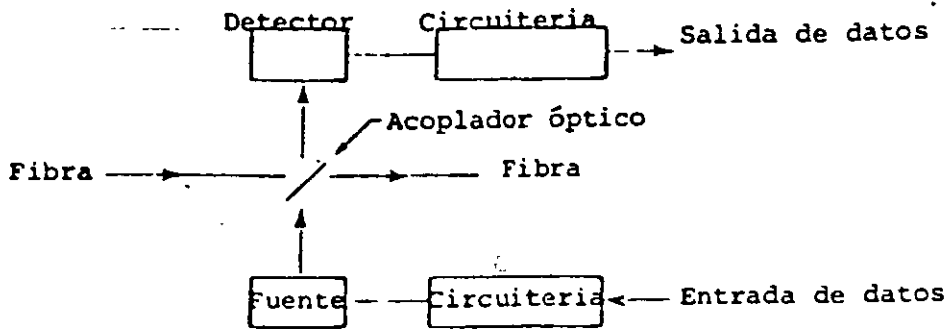 Detector Circuiteria
Salida de datos
Acoplador óptico
Fibra Fibra
Fuente Circuiteria Entrada de datos